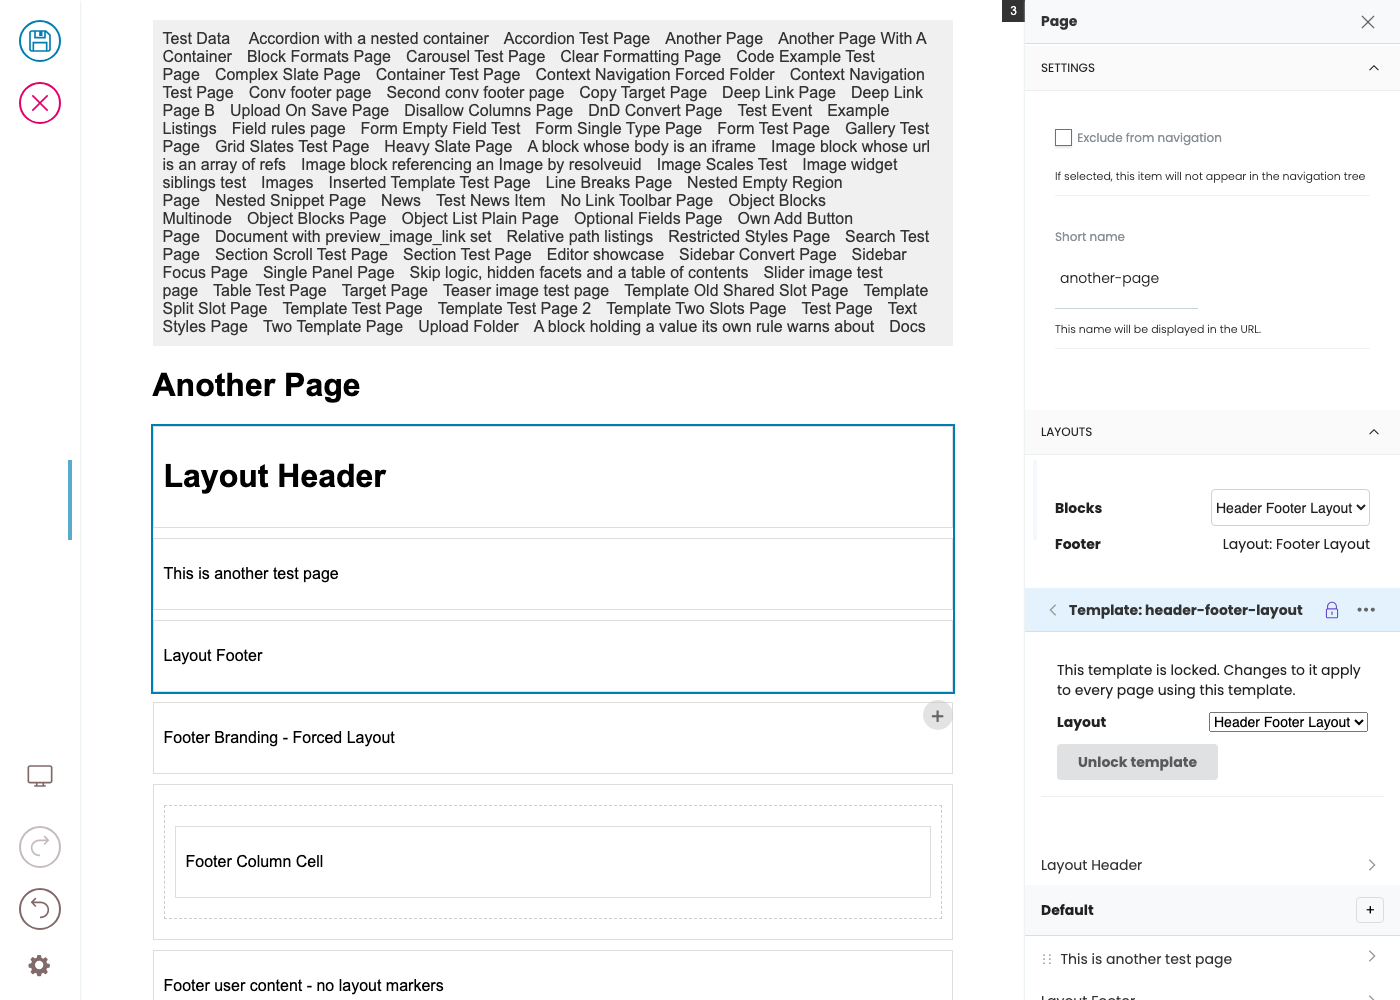 Test Data Accordion with a nested container Accordion Test Page Another Page Another Page With A
Container Block Formats Page Carousel Test Page Clear Formatting Page Code Example Test
Page Complex Slate Page Container Test Page Context Navigation Forced Folder Context Navigation
Test Page Conv footer page Second conv footer page Copy Target Page Deep Link Page Deep Link
Page B Upload On Save Page Disallow Columns Page DnD Convert Page Test Event Example
Listings Field rules page Form Empty Field Test Form Single Type Page Form Test Page Gallery Test
Page Grid Slates Test Page Heavy Slate Page A block whose body is an iframe Image block whose url
is an array of refs Image block referencing an Image by resolveuid Image Scales Test Image widget
siblings test Images Inserted Template Test Page Line Breaks Page Nested Empty Region
Page Nested Snippet Page News Test News Item No Link Toolbar Page Object Blocks
Multinode Object Blocks Page Object List Plain Page Optional Fields Page Own Add Button
Page Document with preview_image_link set Relative path listings Restricted Styles Page Search Test
Page Section Scroll Test Page Section Test Page Editor showcase Sidebar Convert Page Sidebar
Focus Page Single Panel Page Skip logic, hidden facets and a table of contents Slider image test
page Table Test Page Target Page Teaser image test page Template Old Shared Slot Page Template
Split Slot Page Template Test Page Template Test Page 2 Template Two Slots Page Test Page Text
Styles Page Two Template Page Upload Folder A block holding a value its own rule warns about Docs
Another Page
Layout Header
This is another test page
Layout Footer
Footer Branding - Forced Layout
Footer Column Cell
Footer user content - no layout markers
3
Page
SETTINGS
Exclude from navigation
If selected, this item will not appear in the navigation tree
Short name
another-page
This name will be displayed in the URL.
LAYOUTS
Blocks Header Footer Layout
Footer Layout: Footer Layout
Template: header-footer-layout
This template is locked. Changes to it apply
to every page using this template.
Layout Header Footer Layout
Unlock template
Layout Header
Default
This is another test page
Layout Footer